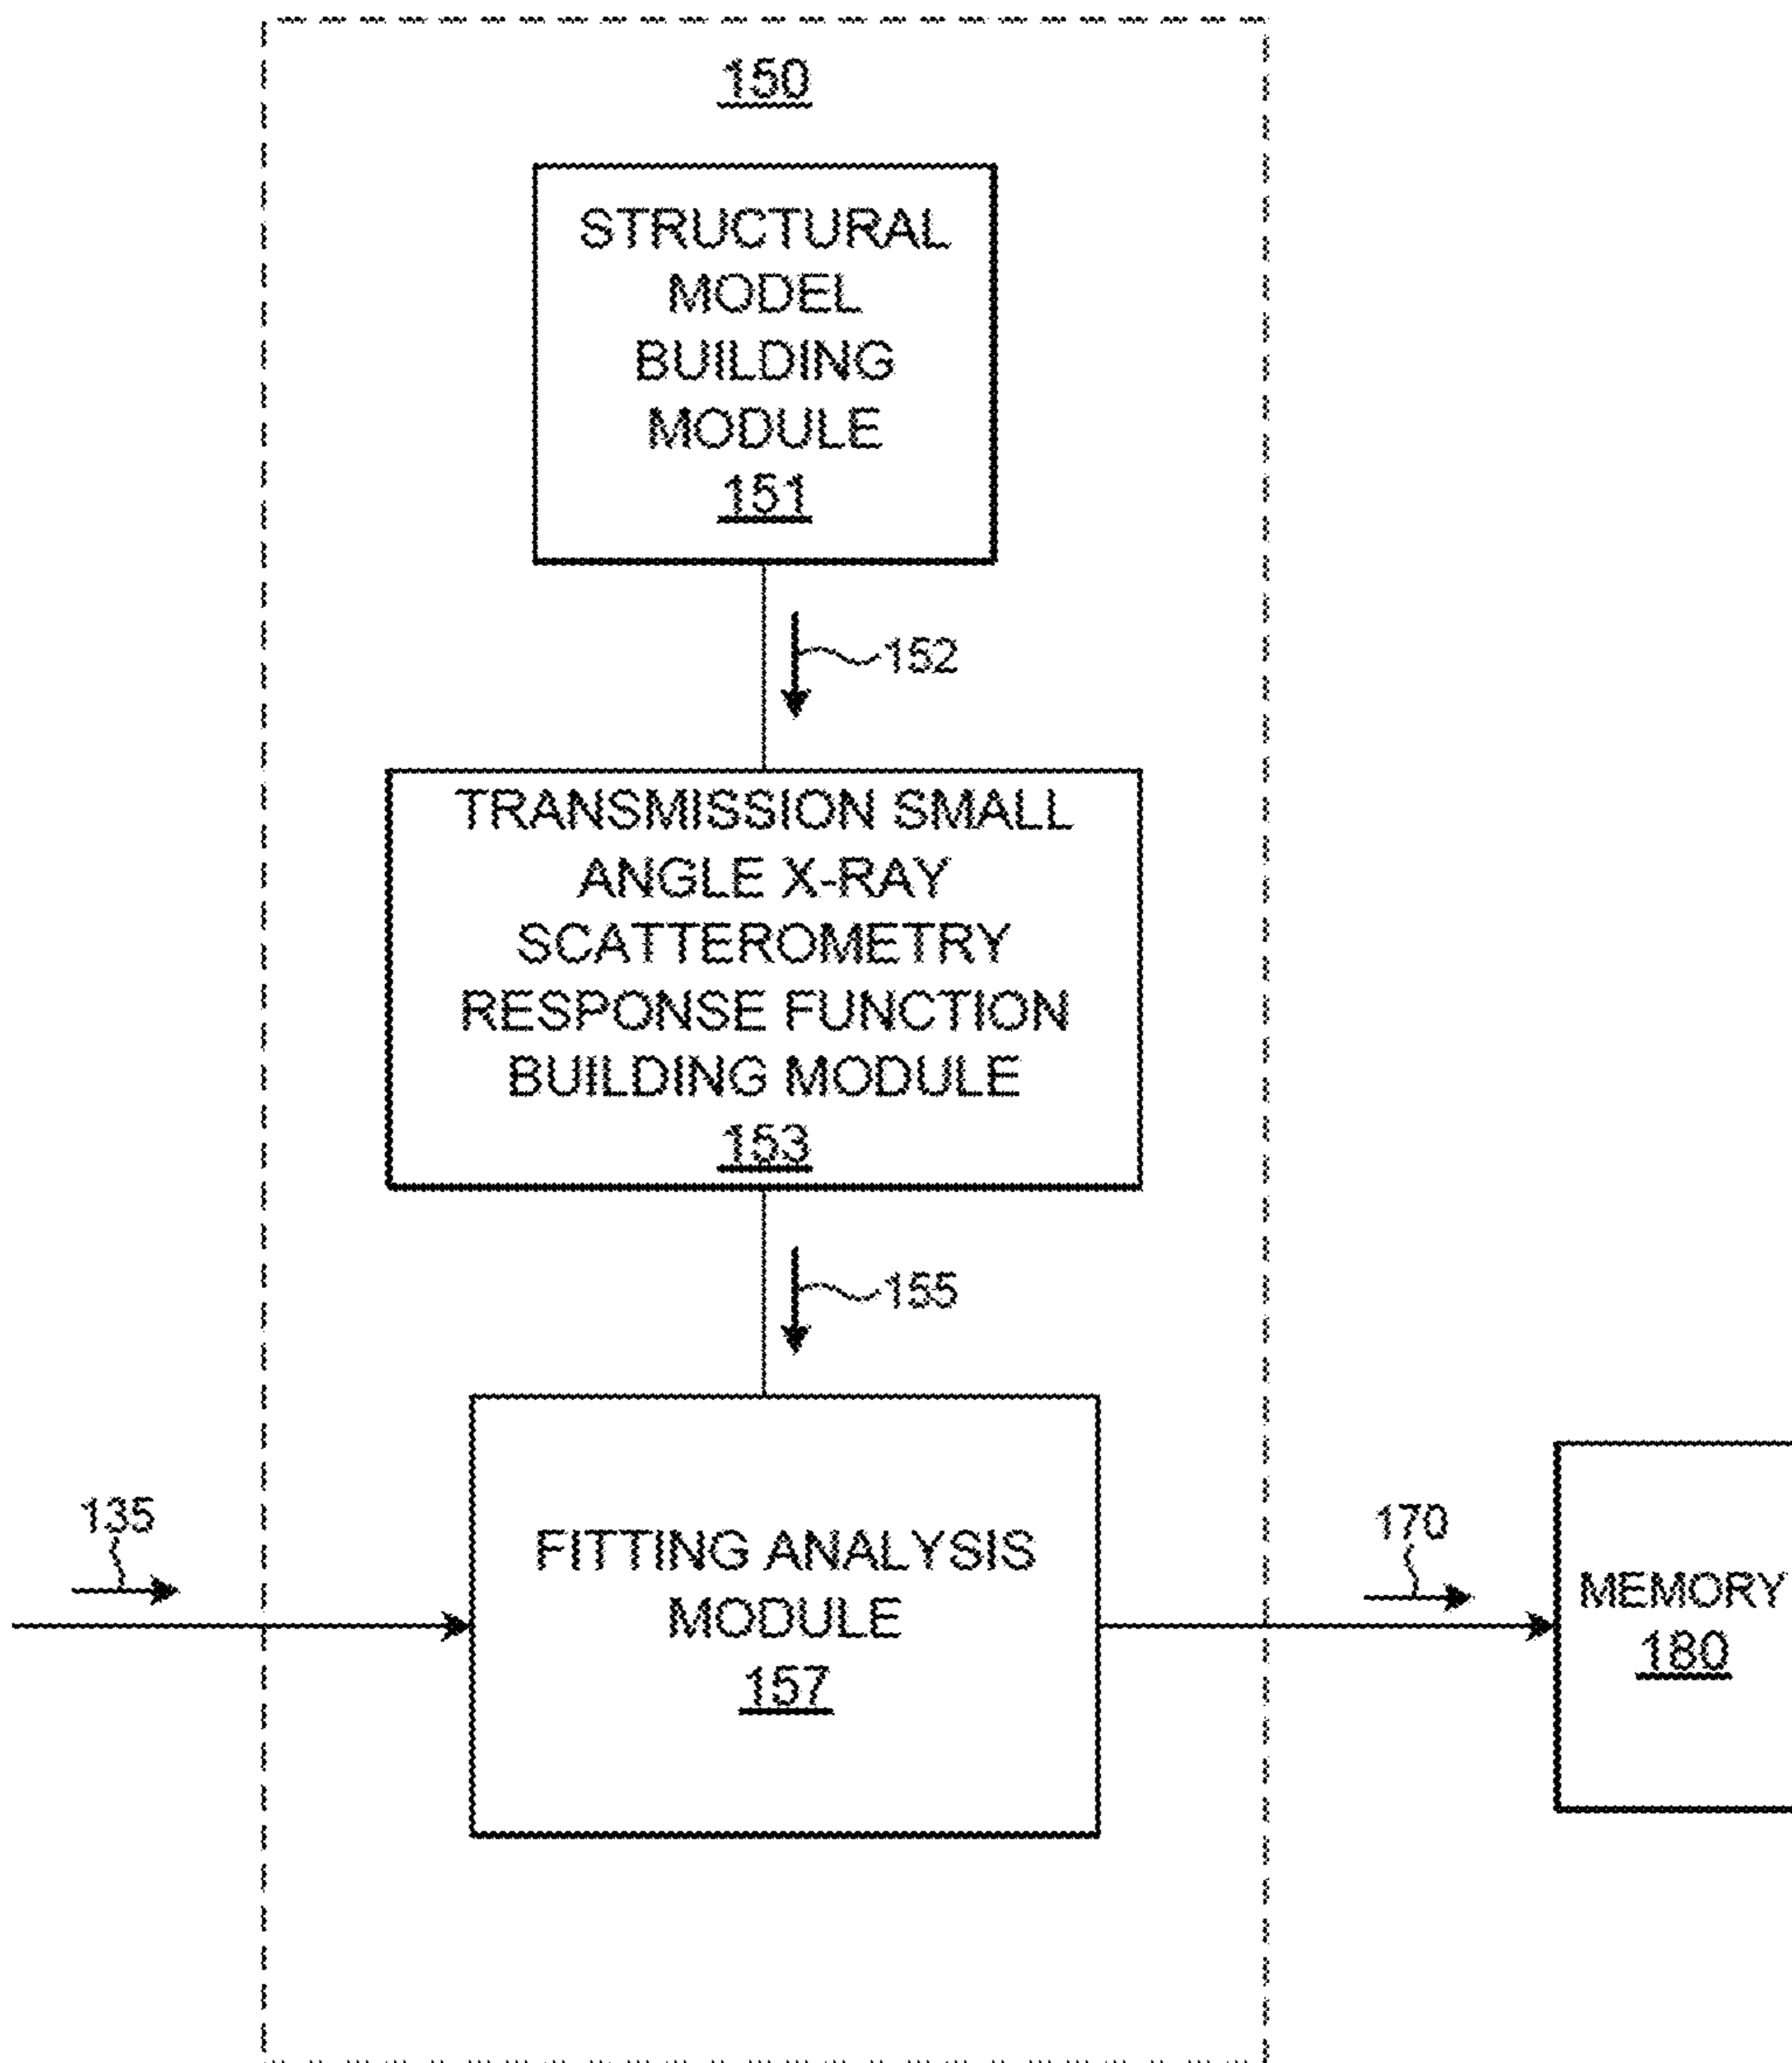 150
STRUCTURAL
MODEL
BUILDING
MODULE
151
152
TRANSMISSION SMALL
ANGLE X-RAY
SCATTEROMETRY
RESPONSE FUNCTION
BUILDING MODULE
153
155
135
FITTING ANALYSIS
MODULE
157
170
MEMORY
180